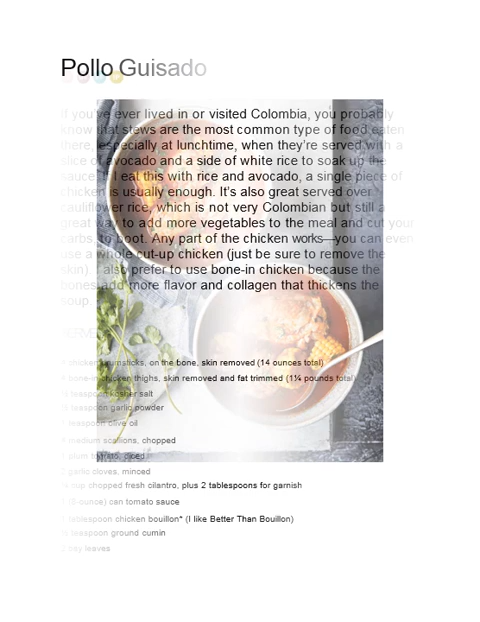 Pollo Guisado
If you've ever lived in or visited Colombia, you probably
know that stews are the most common type of food eaten
there, especially at lunchtime, when they're served with a
slice of avocado and a side of white rice to soak up the
sauce. If I eat this with rice and avocado, a single piece of
chicken is usually enough. It's also great served over
cauliflower rice, which is not very Colombian but still a
great way to add more vegetables to the meal and cut your
carbs, to boot. Any part of the chicken works—you can even
use a whole cut-up chicken (just be sure to remove the
skin). I also prefer to use bone-in chicken because the
bones add more flavor and collagen that thickens the
soup.
chicken drumsticks, on the bone, skin removed (14 ounces total)
bone-in chicken thighs, skin removed and fat trimmed (1¼ pounds total)
teaspoon kosher salt
teaspoon garlic powder
teaspoon olive oil
medium scallions, chopped
plum tomato, diced
garlic cloves, minced
cup chopped fresh cilantro, plus 2 tablespoons for garnish
(8-ounce) can tomato sauce
tablespoon chicken bouillon* (I like Better Than Bouillon)
teaspoon ground cumin
bay leaves